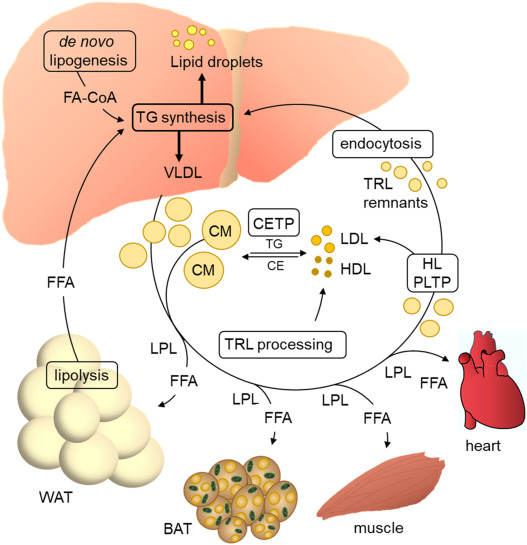 de novo
lipogenesis
Lipid droplets
FA-CoA
TG synthesis
VLDL
endocytosis
TRL
remnants
CETP
CM
TG
CE
CM
LDL
HDL
HL
PLTP
FFA
TRL processing
LPL
FFA
LPL
FFA
LPL
FFA
LPL
FFA
lipolysis
WAT
BAT
muscle
heart